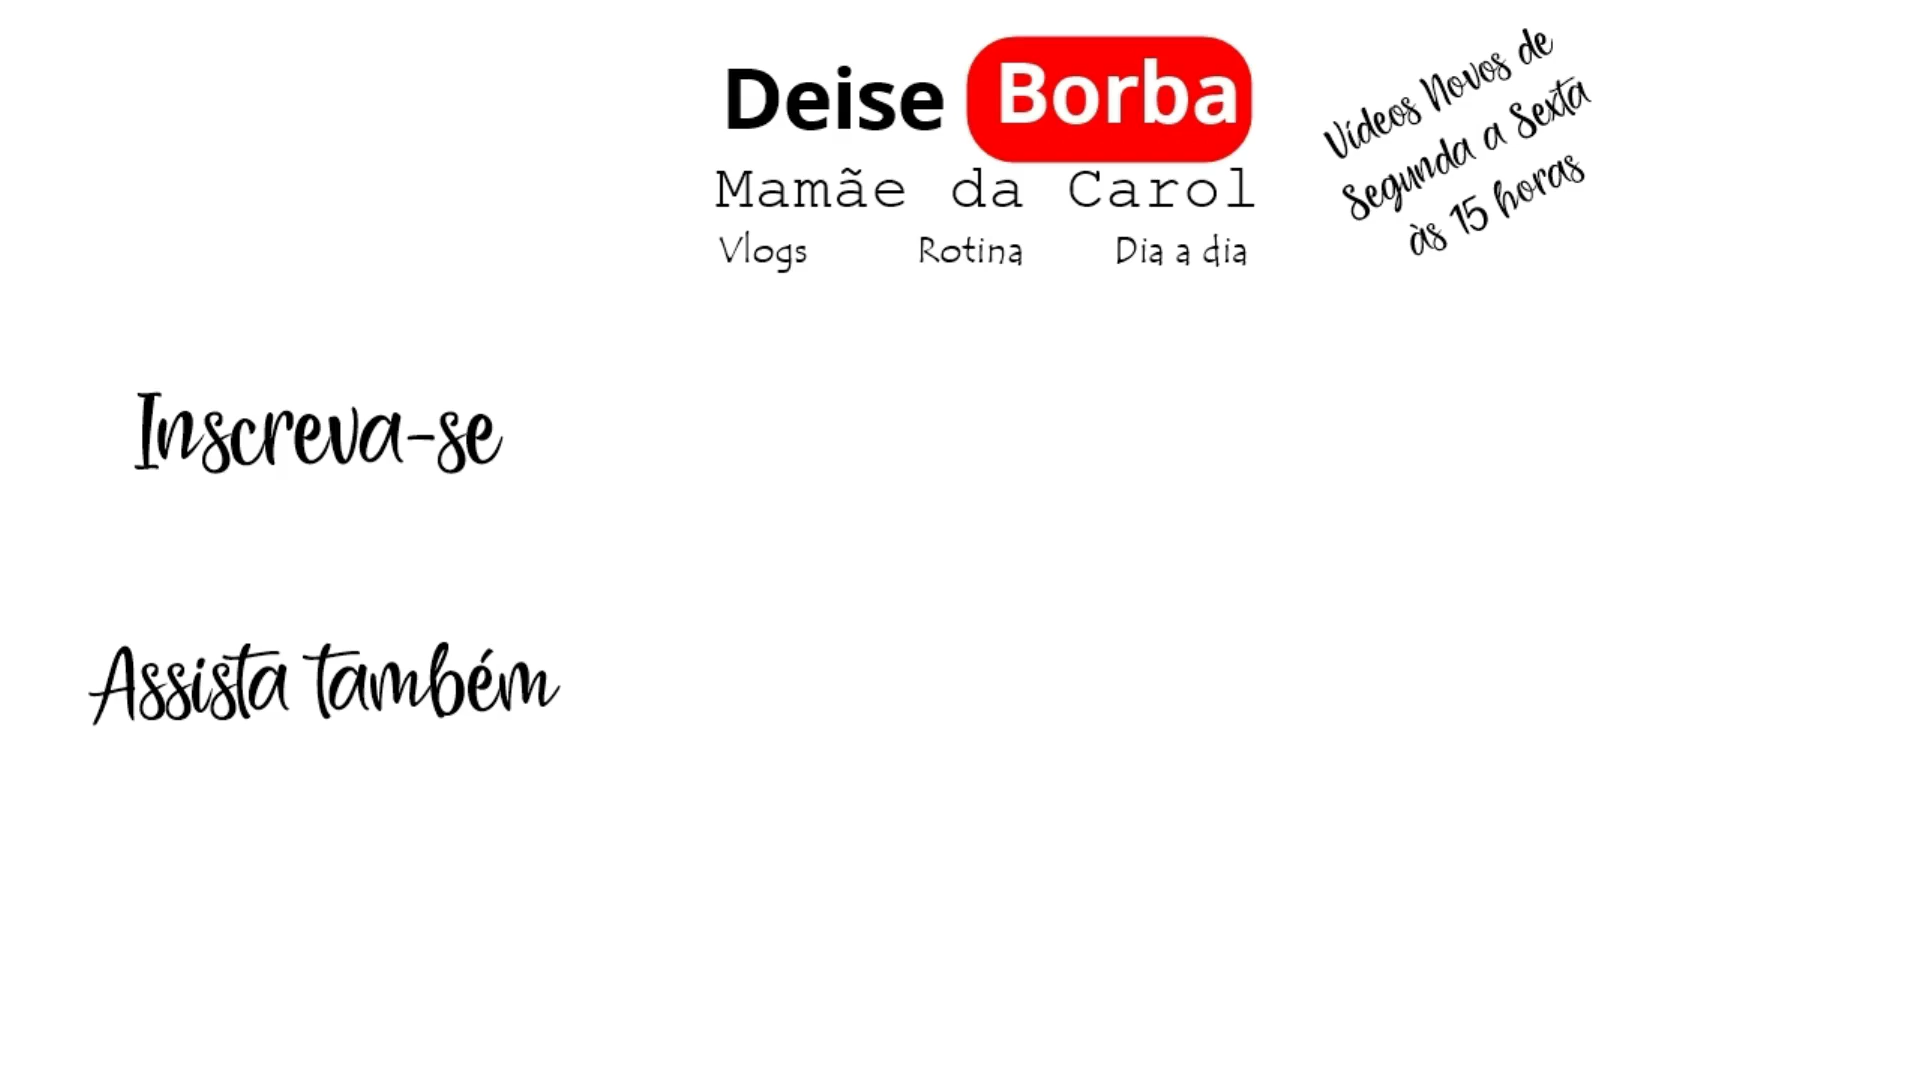 Deise Borba
Mamãe da Carol
Vlogs Rotina Dia a dia
Vídeos Novos de
Segunda a Sexta
às 15 horas
Inscreva-se
Assista também